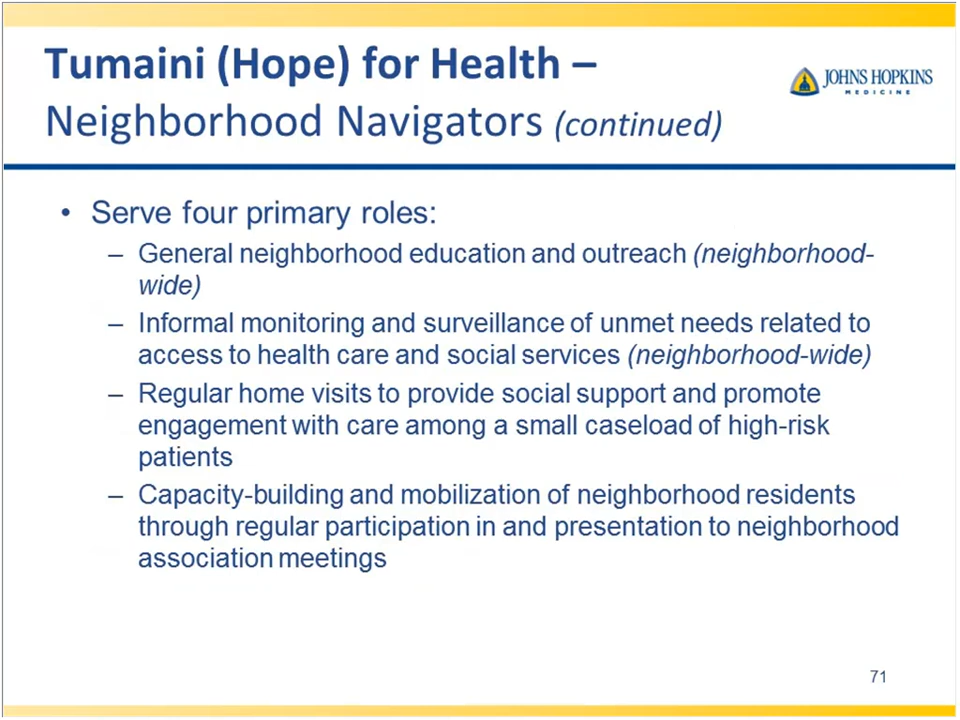 Tumaini (Hope) for Health –
Neighborhood Navigators (continued)
JOHNS HOPKINS
MEDICINE
• Serve four primary roles:
– General neighborhood education and outreach (neighborhood-
wide)
– Informal monitoring and surveillance of unmet needs related to
access to health care and social services (neighborhood-wide)
– Regular home visits to provide social support and promote
engagement with care among a small caseload of high-risk
patients
– Capacity-building and mobilization of neighborhood residents
through regular participation in and presentation to neighborhood
association meetings
71